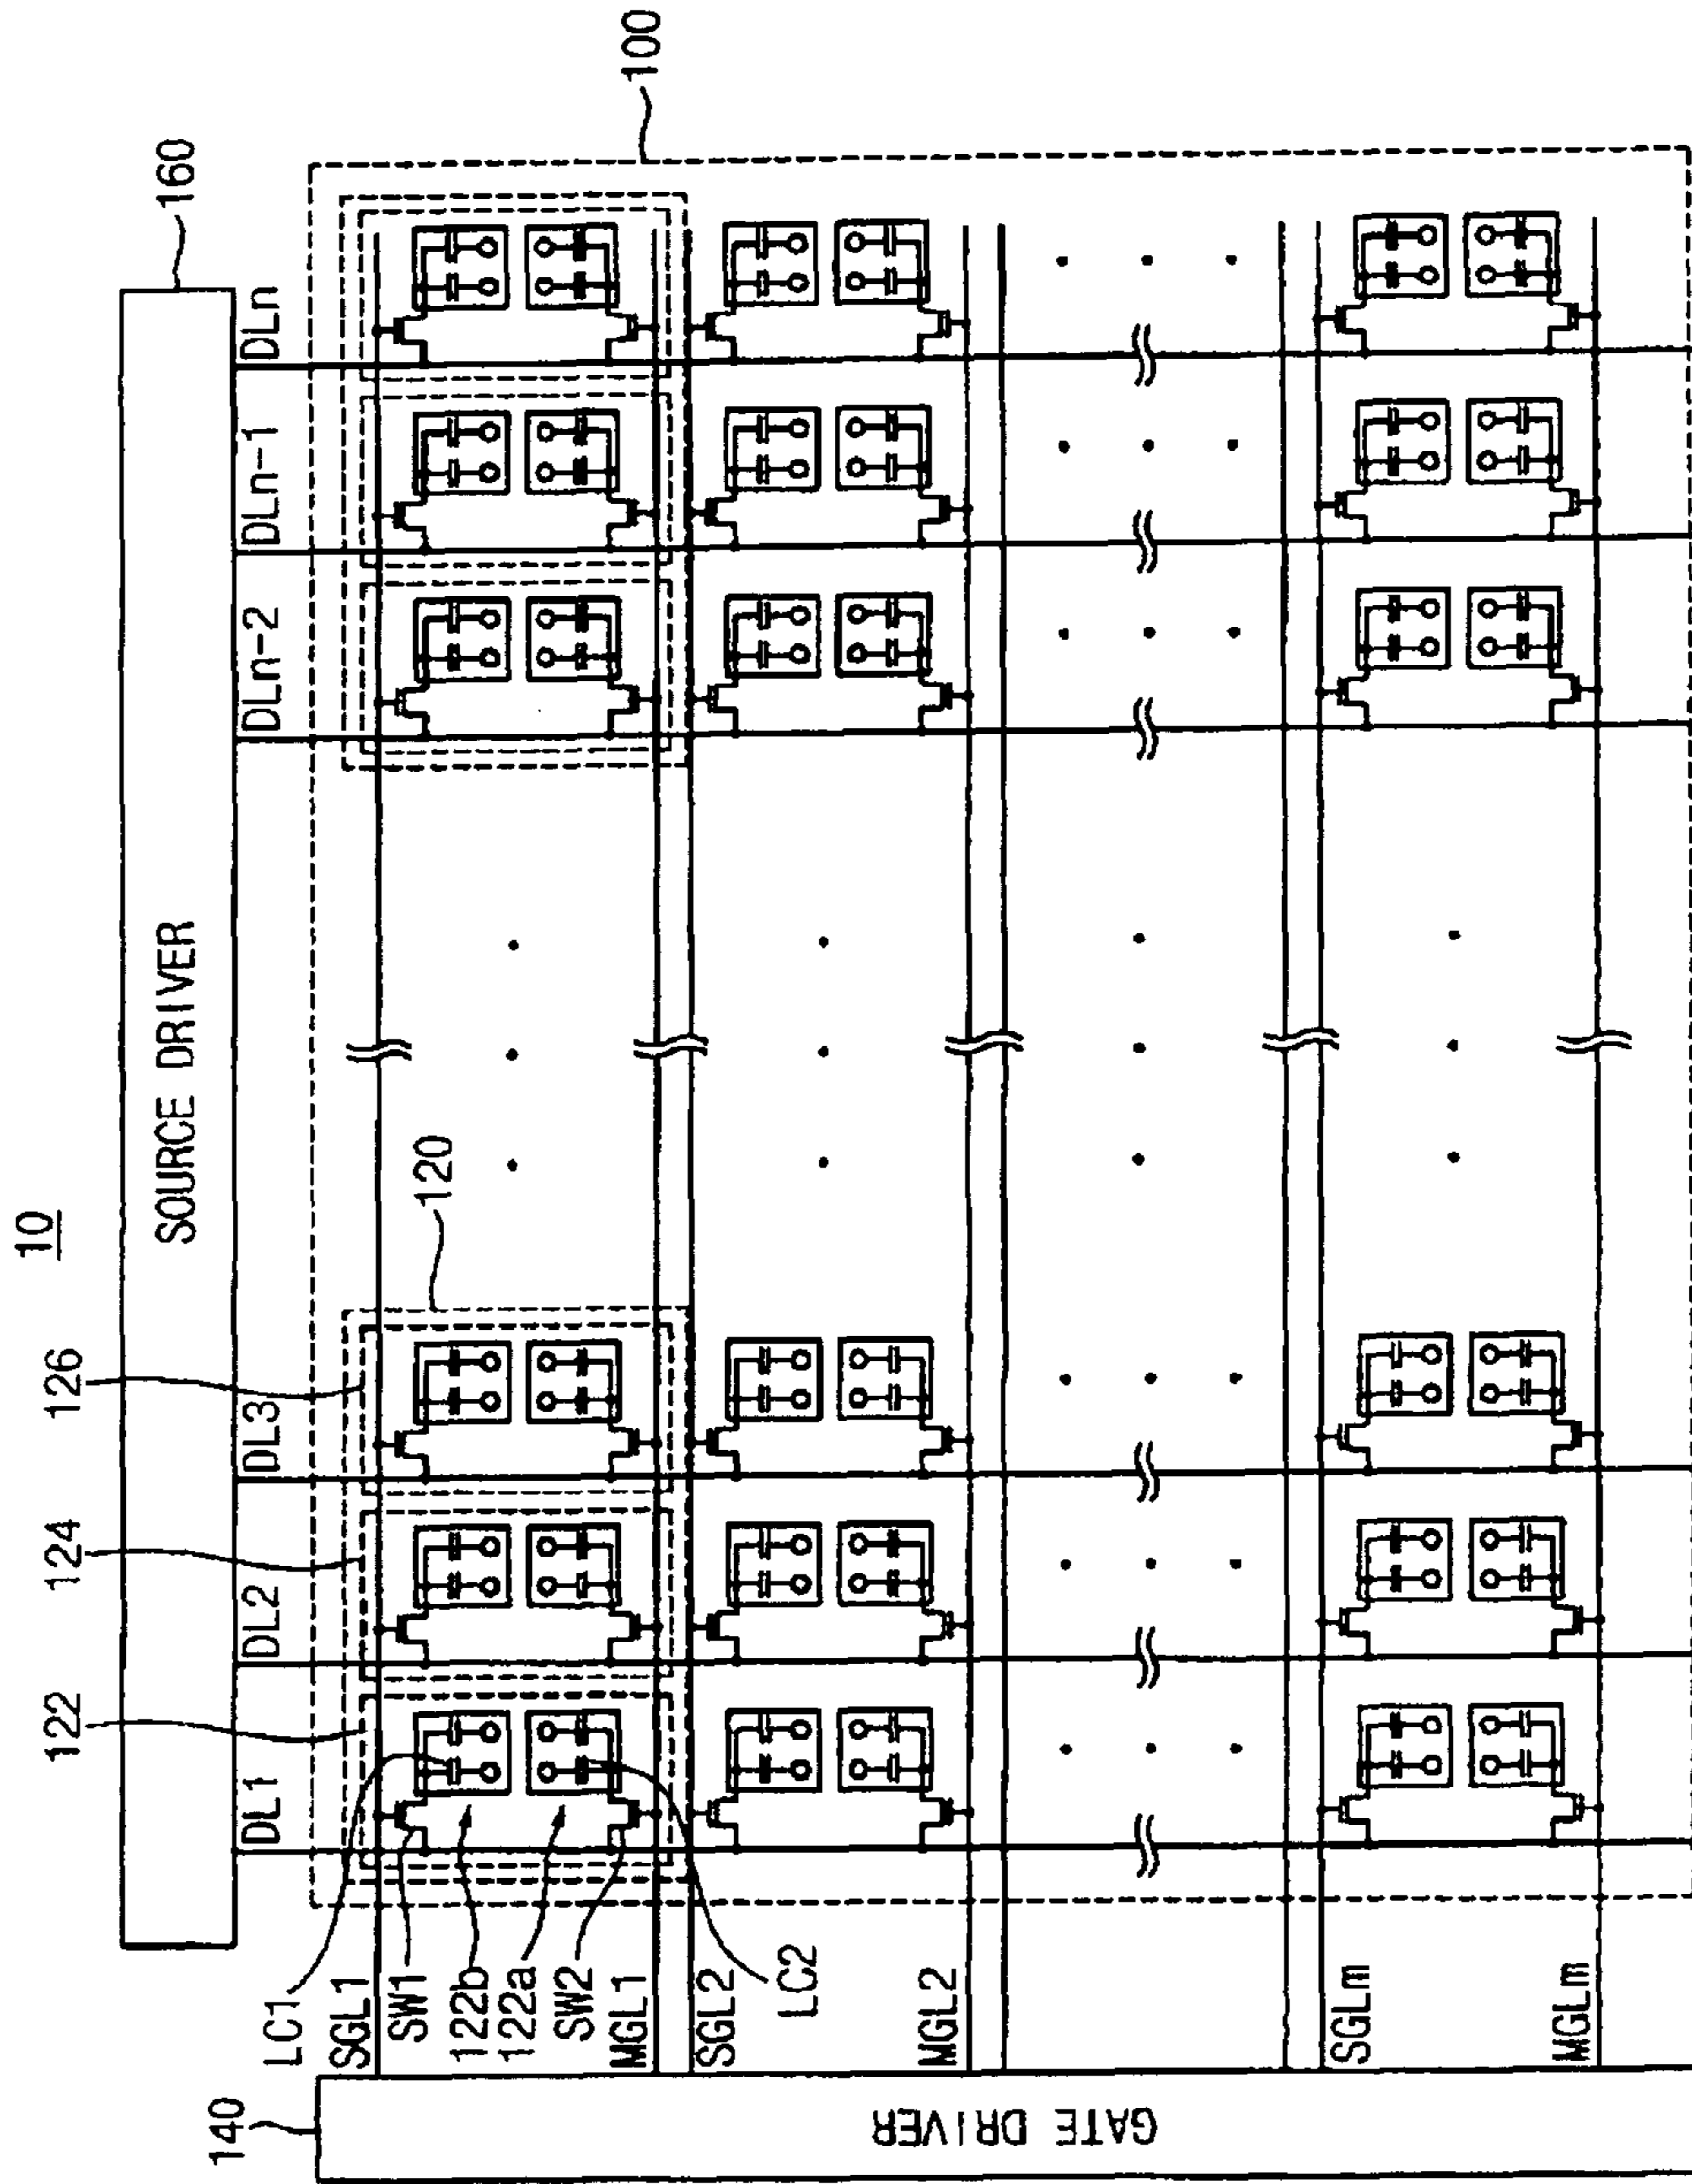 10
SOURCE DRIVER
160
122
124
126
DL1
DL2
DL3
DLn-2
DLn-1
DLn
100
120
140
GATE DRIVER
LC1
SGL1
SW1
122b
122a
SW2
MGL1
SGL2
LC2
MGL2
SGLm
MGLm